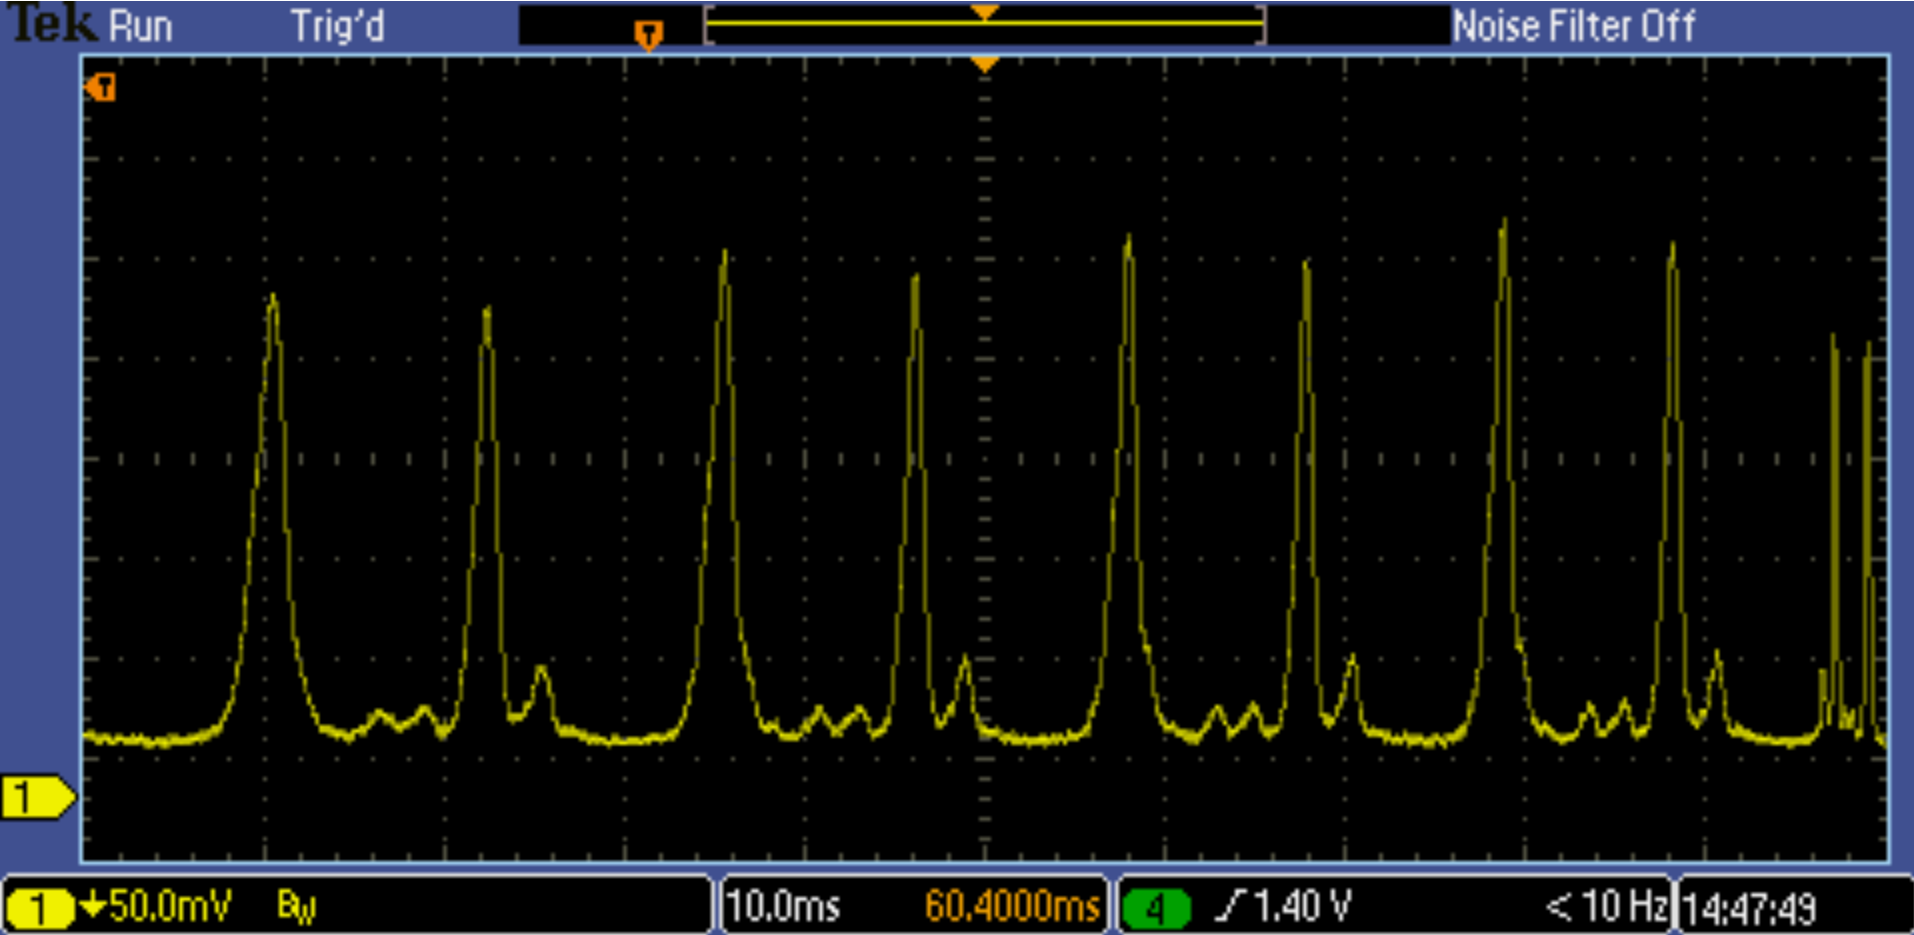 Tek Run Trig'd Noise Filter Off
T
T
1
1 50.0mV BW 10.0ms 60.4000ms 4 1.40 V < 10 Hz 14:47:49